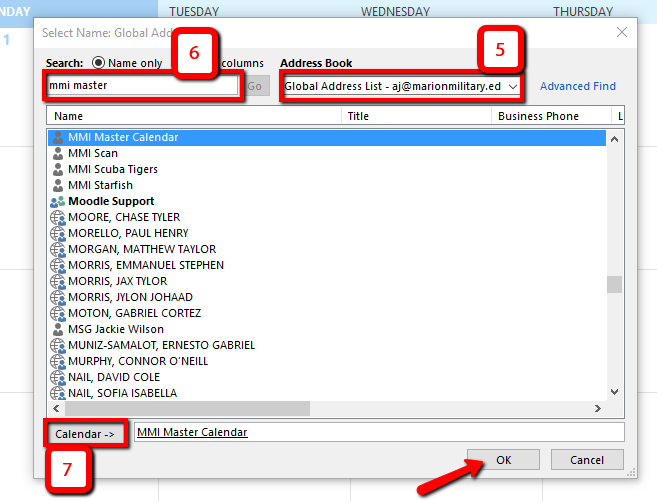 NDAY TUESDAY WEDNESDAY THURSDAY
1
Select Name: Global Ad
6
5
Search: Name only columns Address Book
mmi master Go Global Address List - aj@marionmilitary.ed Advanced Find
Name Title Business Phone L
MMI Master Calendar
MMI Scan
MMI Scuba Tigers
MMI Starfish
Moodle Support
MOORE, CHASE TYLER
MORELLO, PAUL HENRY
MORGAN, MATTHEW TAYLOR
MORRIS, EMMANUEL STEPHEN
MORRIS, JAX TYLOR
MORRIS, JYLON JOHAAD
MOTON, GABRIEL CORTEZ
MSG Jackie Wilson
MUNIZ-SAMALOT, ERNESTO GABRIEL
MURPHY, CONNOR O'NEILL
NAIL, DAVID COLE
NAIL, SOFIA ISABELLA
Calendar -> MMI Master Calendar
7
OK Cancel